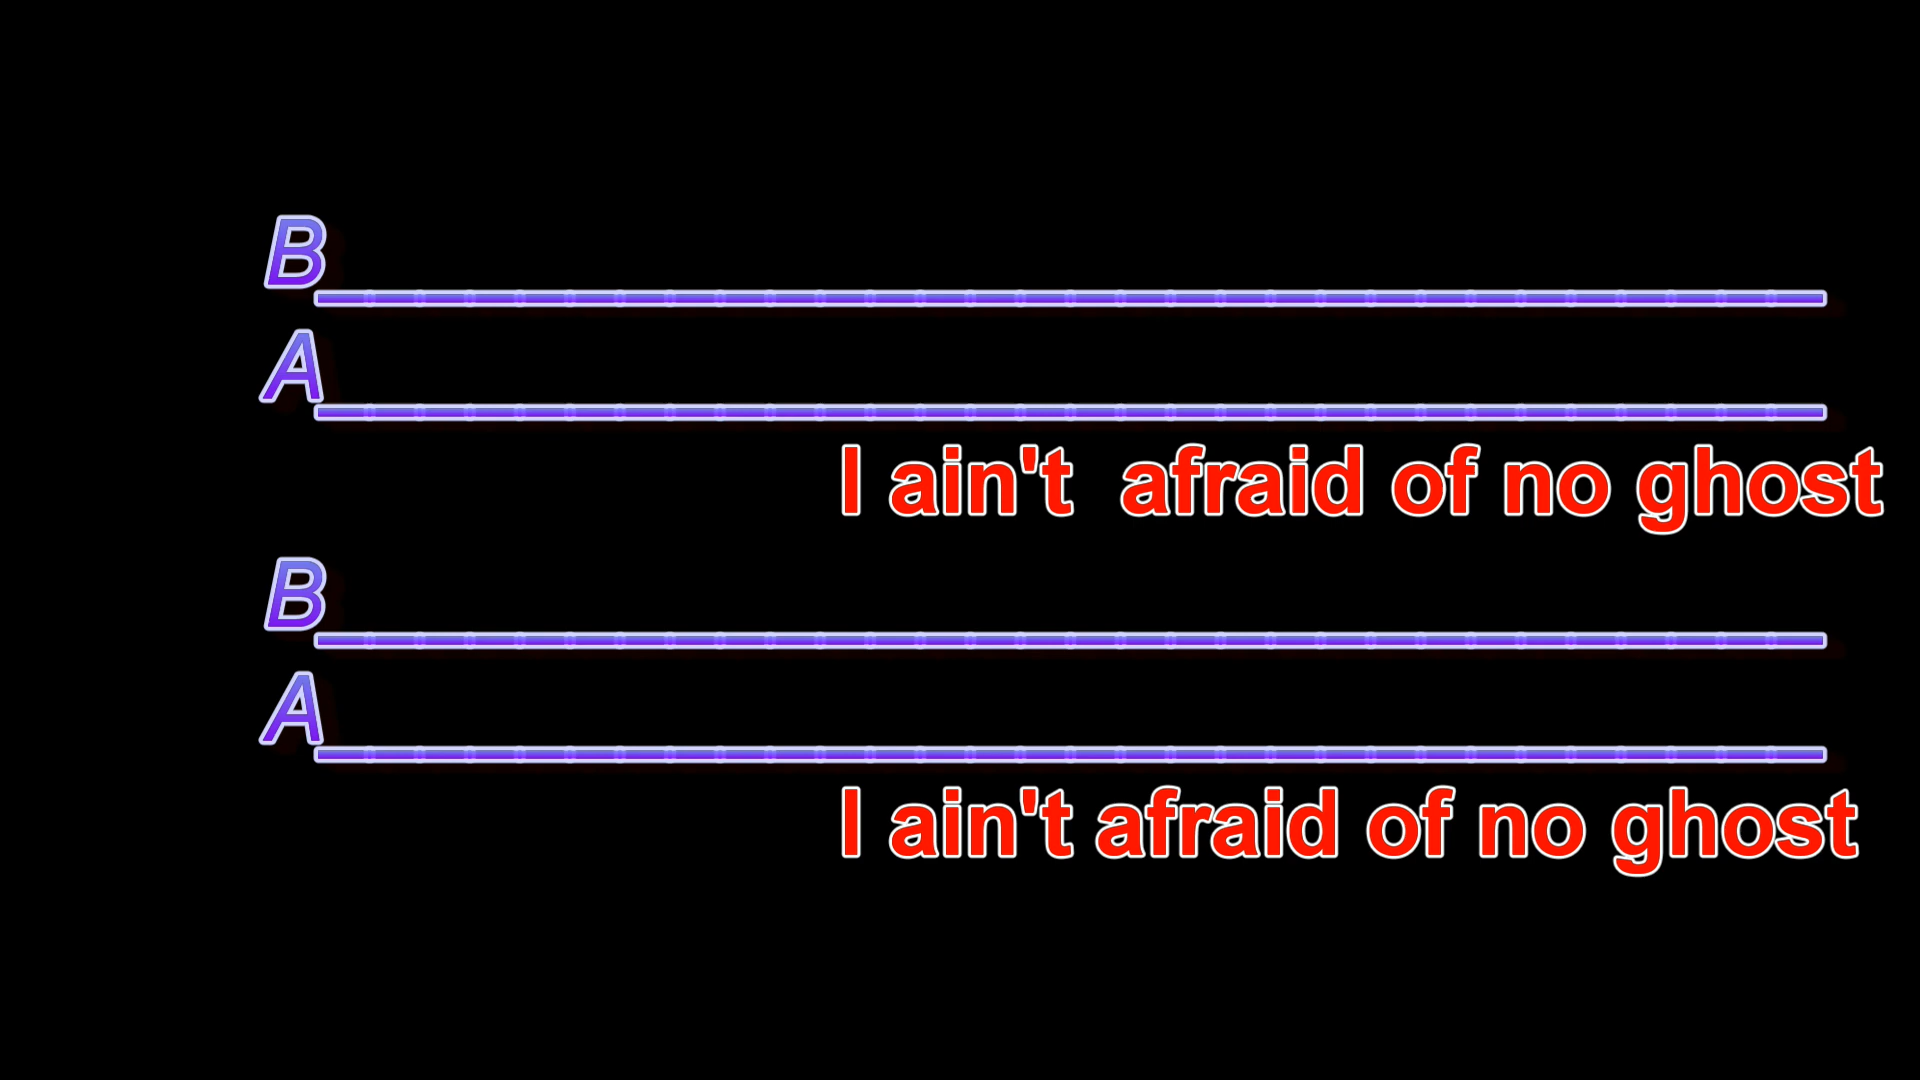 B
A
I ain't  afraid of no ghost
B
A
I ain't afraid of no ghost